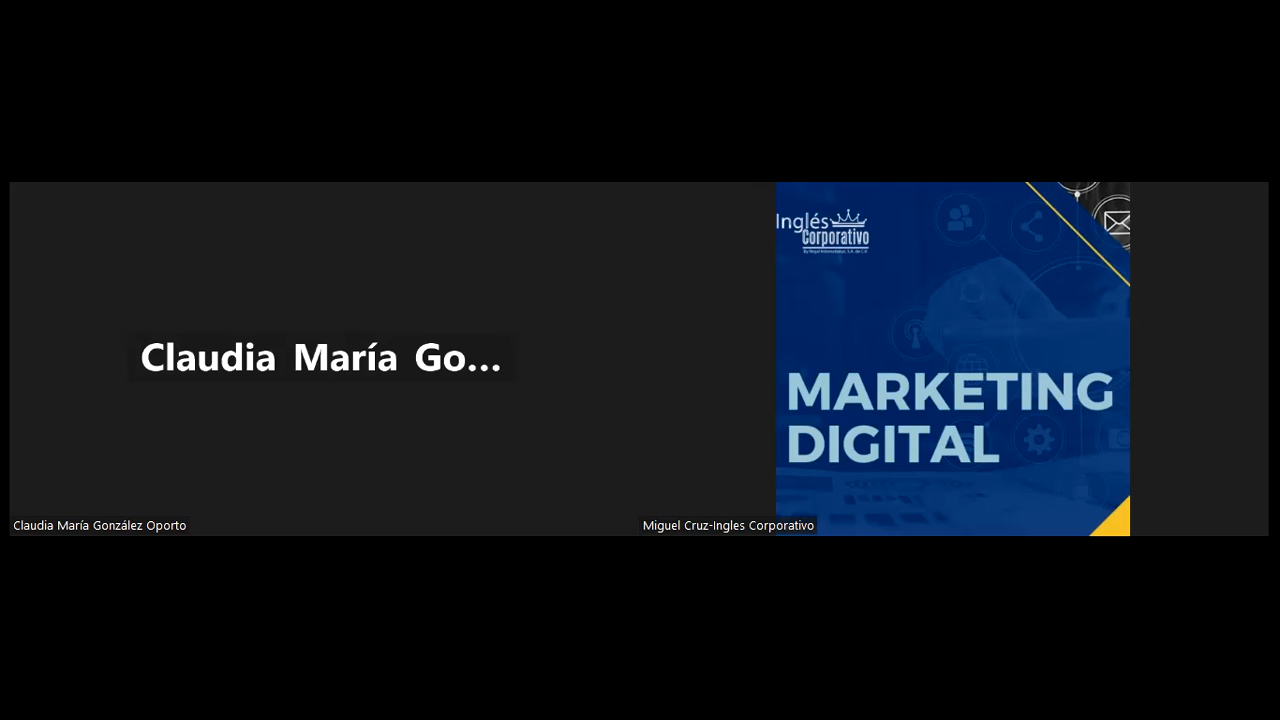 Claudia María Go...
Claudia María González Oporto
Inglés
Corporativo
MARKETING
DIGITAL
Miguel Cruz-Ingles Corporativo